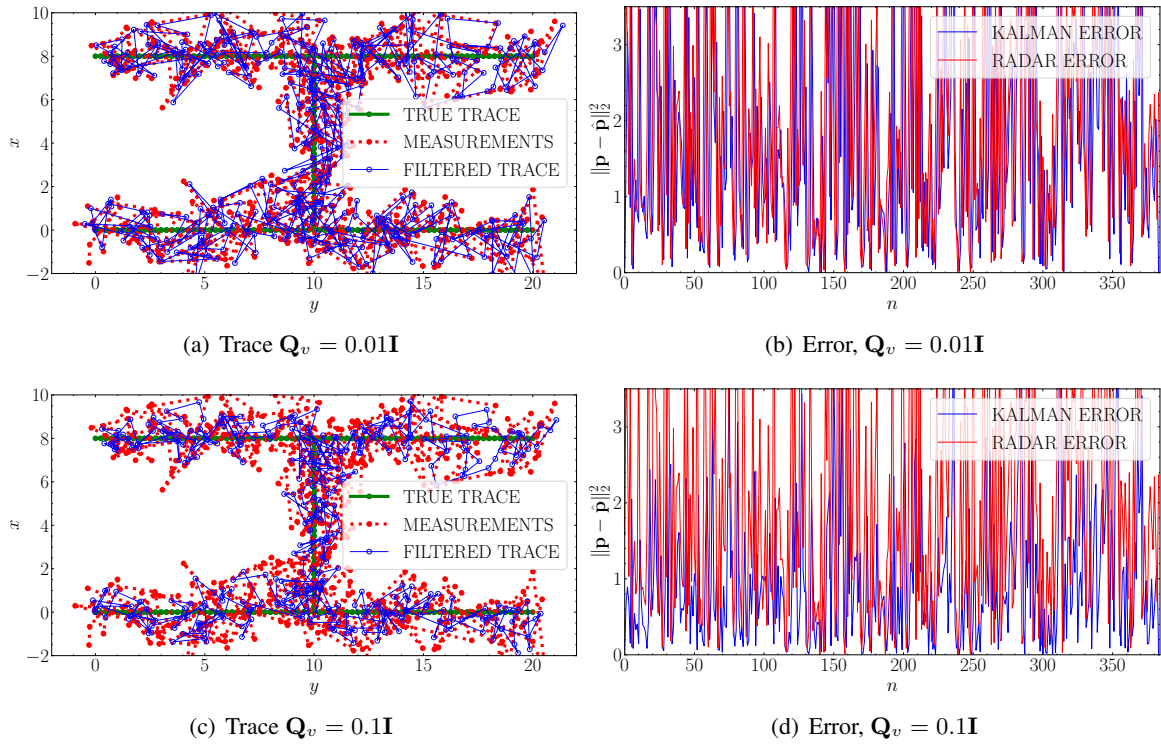 10
8
6
4
2
0
−2
x
TRUE TRACE
MEASUREMENTS
FILTERED TRACE
0 5 10 15 20
y
(a) Trace Q_v = 0.01I
3
2
1
0
‖p − p̂‖₂²
KALMAN ERROR
RADAR ERROR
0 50 100 150 200 250 300 350
n
(b) Error, Q_v = 0.01I
10
8
6
4
2
0
−2
x
TRUE TRACE
MEASUREMENTS
FILTERED TRACE
0 5 10 15 20
y
(c) Trace Q_v = 0.1I
3
2
1
0
‖p − p̂‖₂²
KALMAN ERROR
RADAR ERROR
0 50 100 150 200 250 300 350
n
(d) Error, Q_v = 0.1I